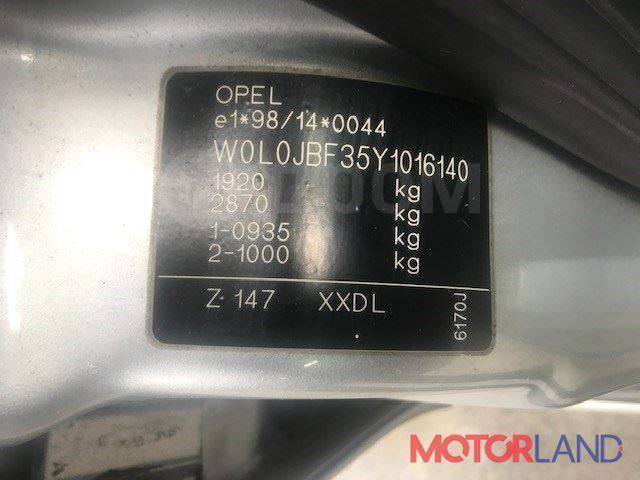 OPEL
e1*98/14*0044
W0L0JBF35Y1016140
1920 kg
2870 kg
1-0935 kg
2-1000 kg
Z 147 XXDL
6170J
MOTORLAND